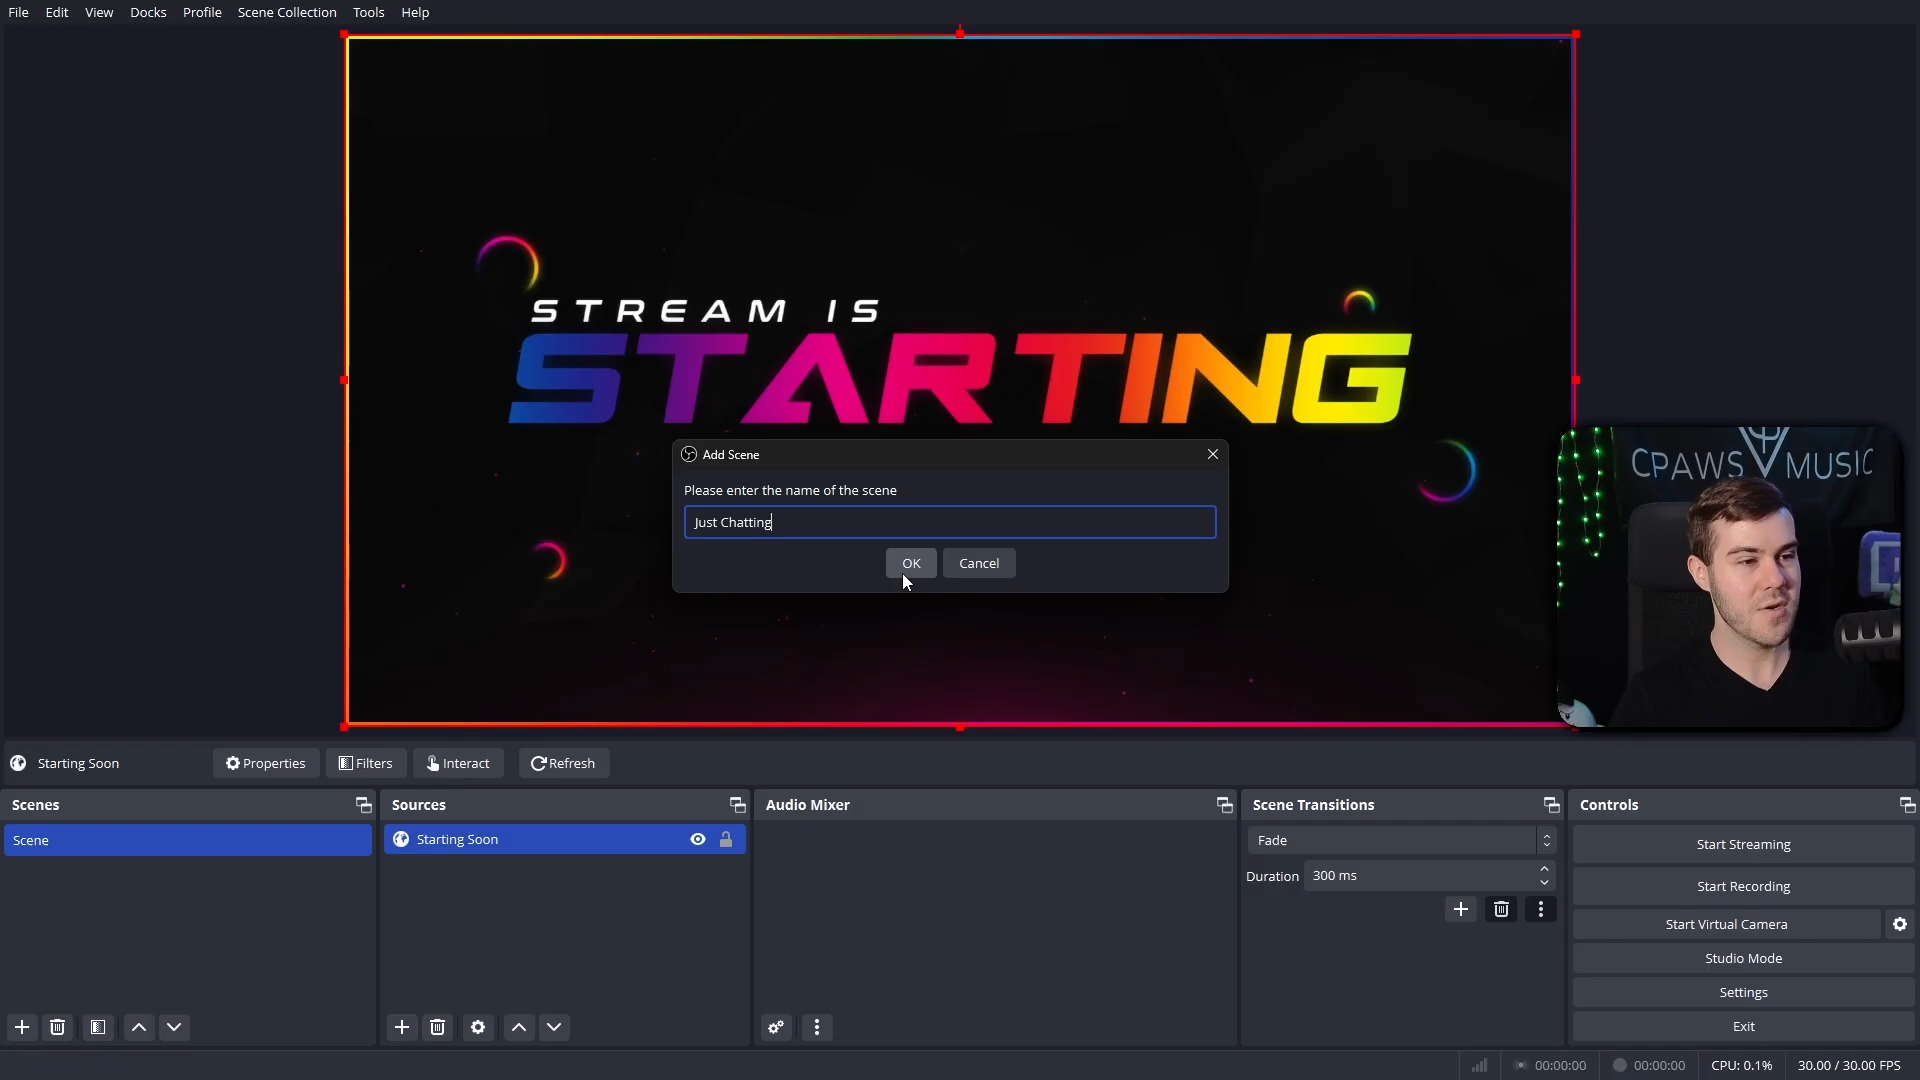 File Edit View Docks Profile Scene Collection Tools Help
STREAM IS
STARTING
CPAWS MUSIC
Add Scene
Please enter the name of the scene
Just Chatting
OK Cancel
Starting Soon Properties Filters Interact Refresh
Scenes Sources Audio Mixer Scene Transitions Controls
Scene
Starting Soon
Fade
Duration 300 ms
Start Streaming
Start Recording
Start Virtual Camera
Studio Mode
Settings
Exit
00:00:00 00:00:00 CPU: 0.1% 30.00 / 30.00 FPS